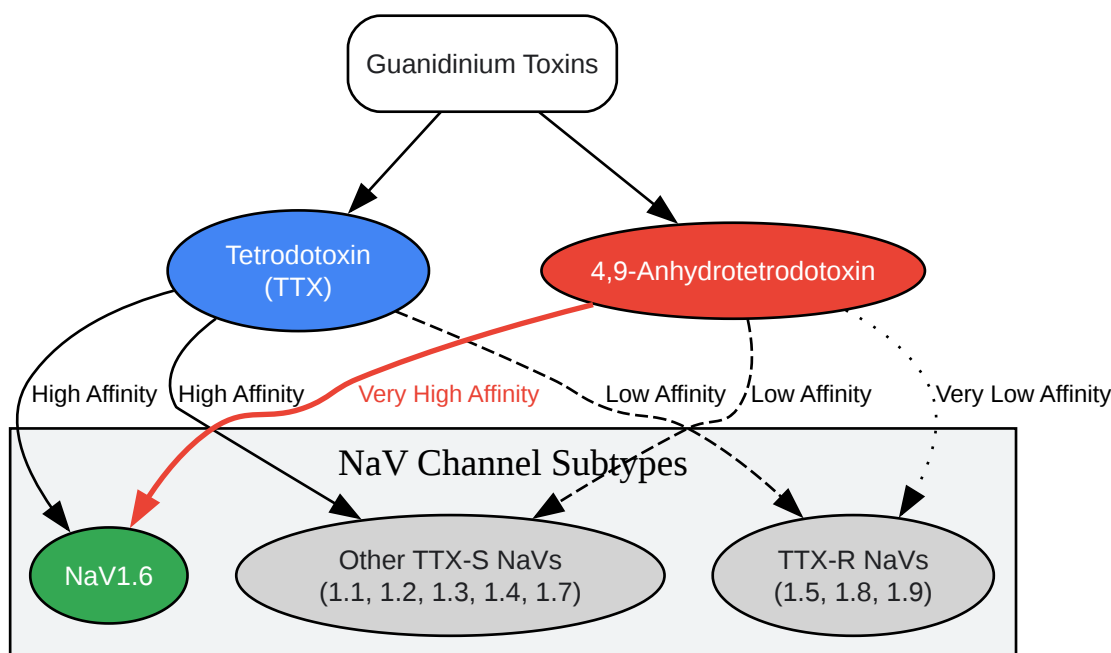 Guanidinium Toxins
Tetrodotoxin
(TTX)
4,9-Anhydrotetrodotoxin
High Affinity
High Affinity
Very High Affinity
Low Affinity
Low Affinity
Very Low Affinity
NaV Channel Subtypes
NaV1.6
Other TTX-S NaVs
(1.1, 1.2, 1.3, 1.4, 1.7)
TTX-R NaVs
(1.5, 1.8, 1.9)